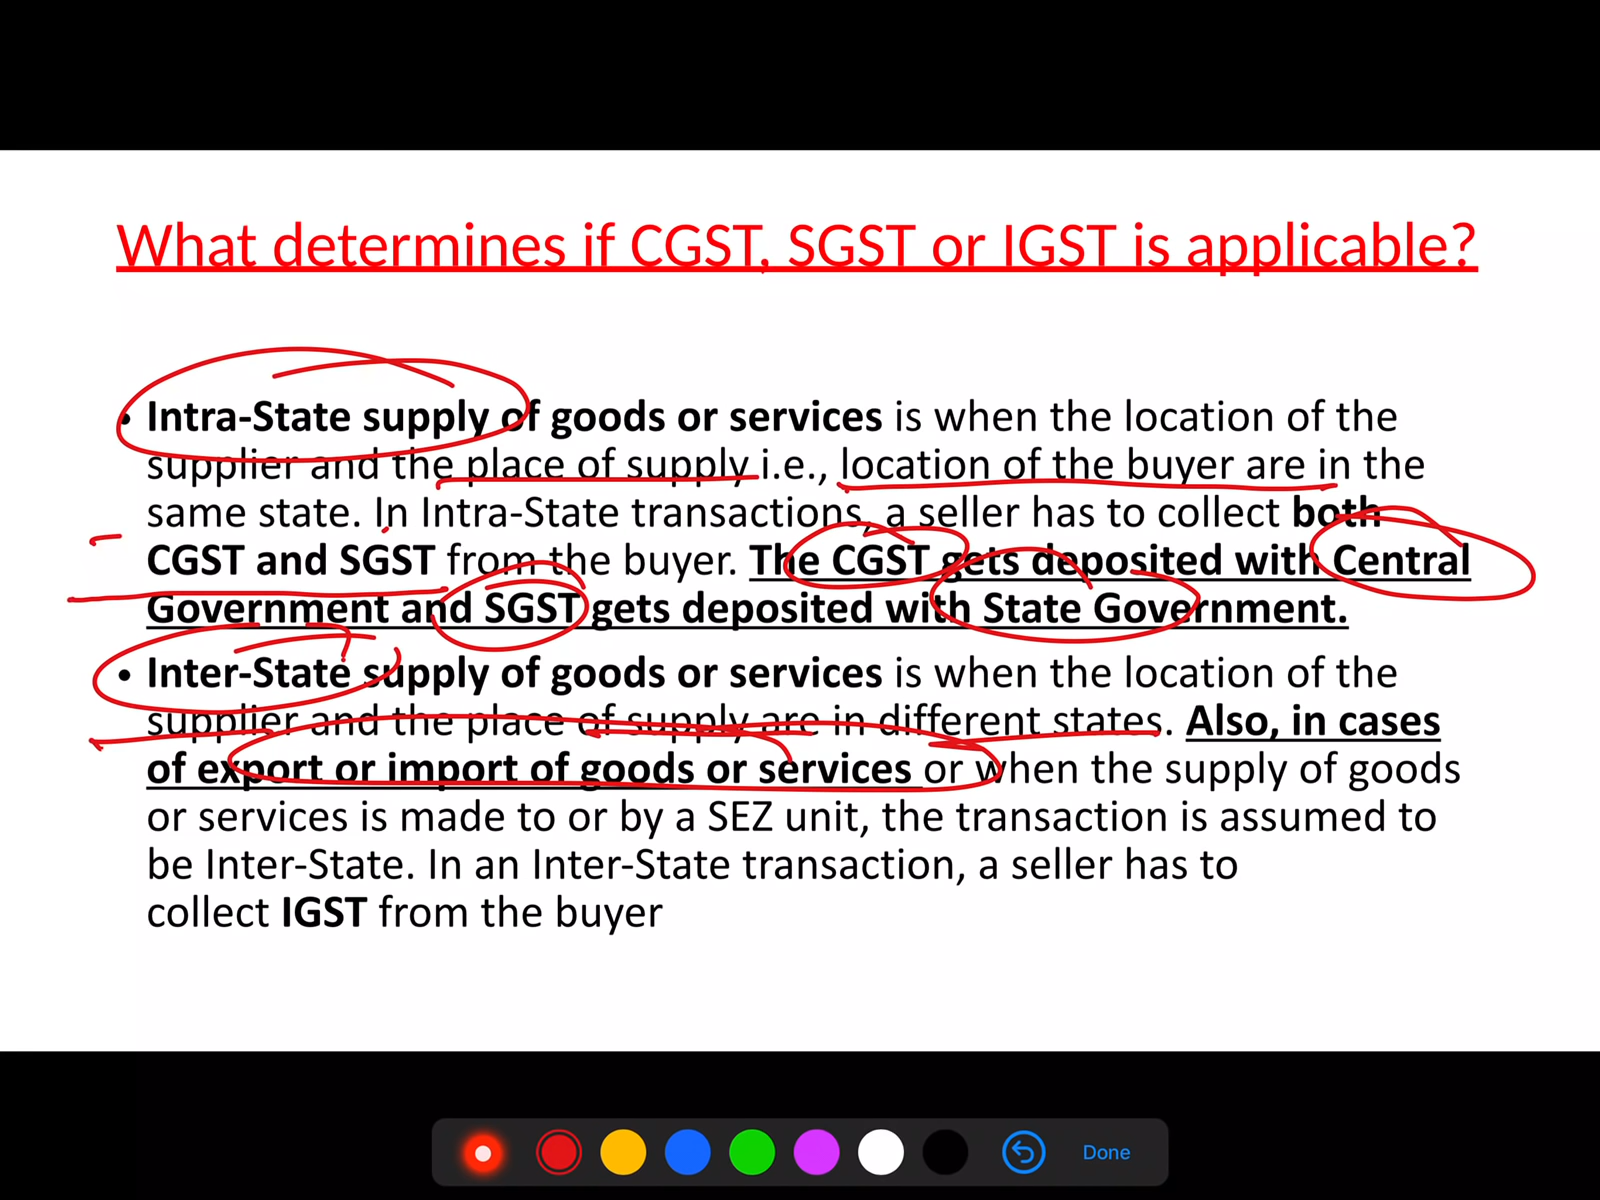 What determines if CGST, SGST or IGST is applicable?
• Intra-State supply of goods or services is when the location of the
supplier and the place of supply i.e., location of the buyer are in the
same state. In Intra-State transactions, a seller has to collect both
CGST and SGST from the buyer. The CGST gets deposited with Central
Government and SGST gets deposited with State Government.
• Inter-State supply of goods or services is when the location of the
supplier and the place of supply are in different states. Also, in cases
of export or import of goods or services or when the supply of goods
or services is made to or by a SEZ unit, the transaction is assumed to
be Inter-State. In an Inter-State transaction, a seller has to
collect IGST from the buyer
Done